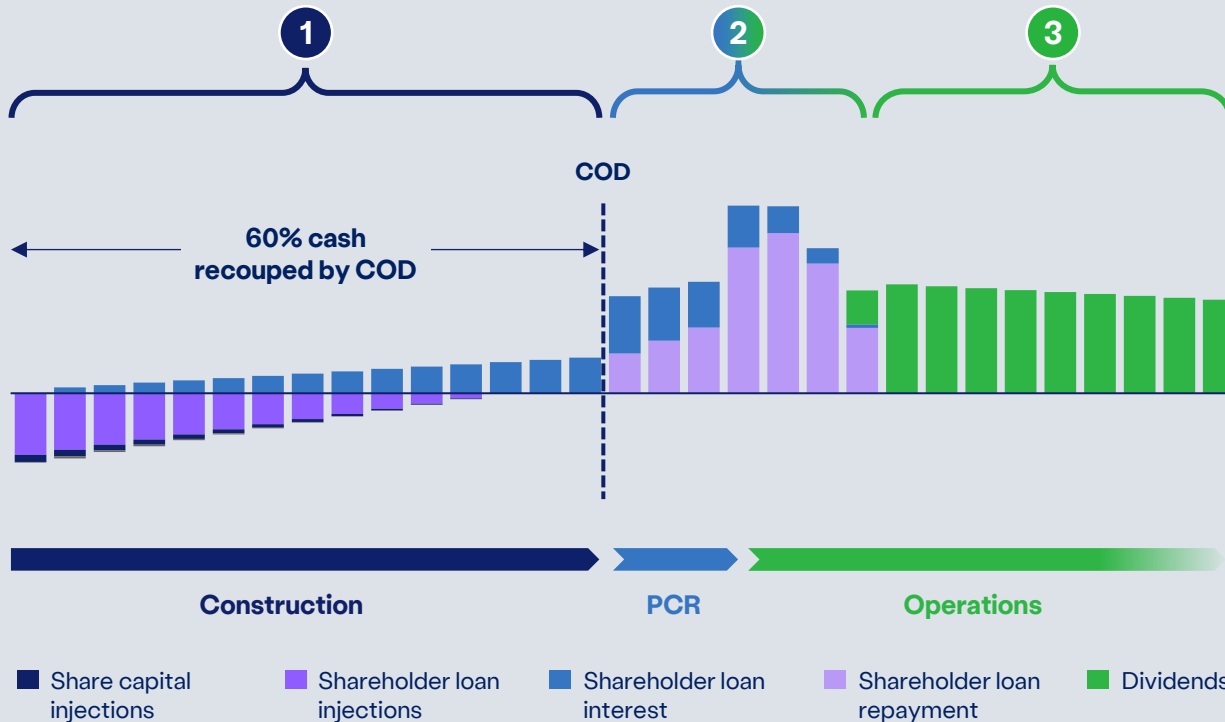 1
2
3
COD
60% cash
recouped by COD
Construction
PCR
Operations
Share capital
injections
Shareholder loan
injections
Shareholder loan
interest
Shareholder loan
repayment
Dividends